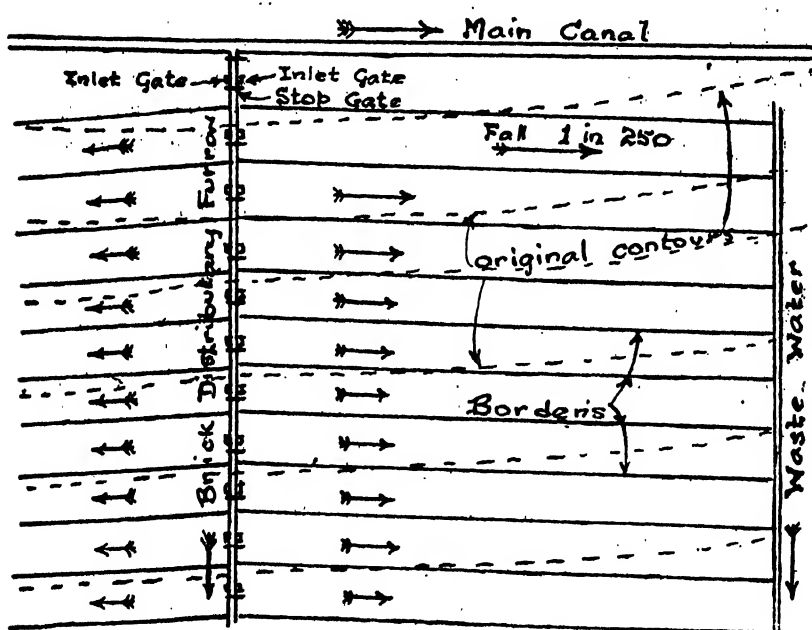 Main Canal
Inlet Gate
Inlet Gate
Stop Gate
Fall 1 in 250
Brick Distributary Furrow
original contours
Borders
Waste Water